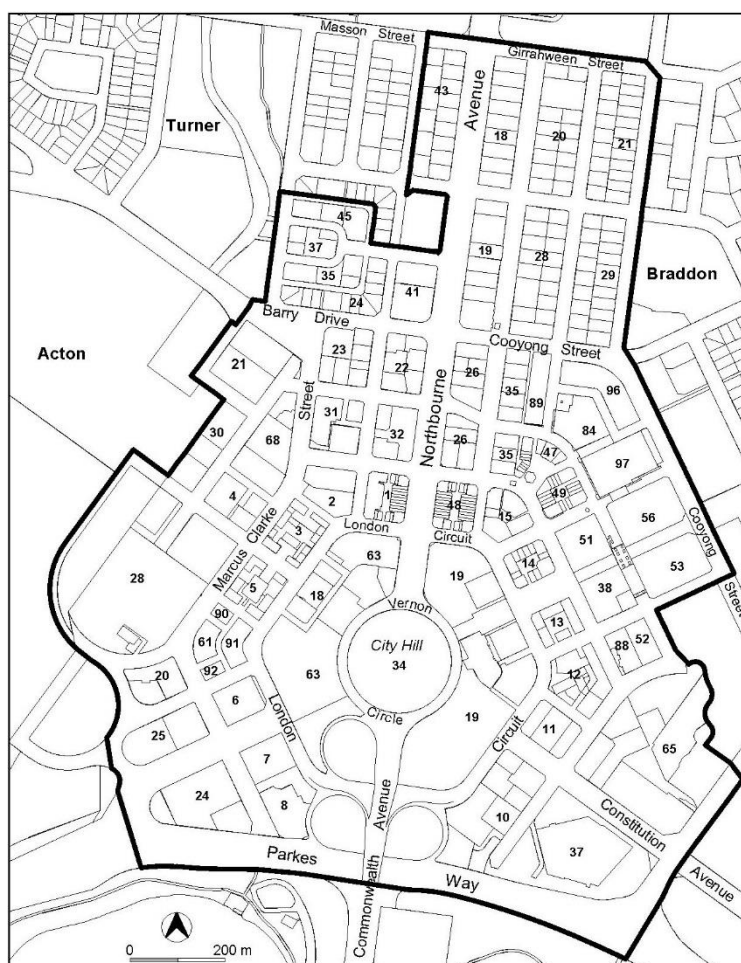 Masson Street
Girrahween Street
43
Avenue
Turner
18
20
21
45
37
19
28
29
Braddon
35
41
24
Barry Drive
Cooyong Street
Acton
23
22
26
21
Street
35
96
89
31
84
Northbourne
32
26
30
68
35
47
97
4
2
1
48
49
56
Marcus Clarke
3
London
Circuit
15
51
Cooyong
Street
28
63
19
14
53
5
18
38
Vernon
90
13
City Hill
34
61
91
88
52
92
63
12
20
6
Circle
19
London
Circuit
11
25
65
7
24
8
10
Constitution
Avenue
37
Commonwealth Avenue
Parkes Way
0 200 m